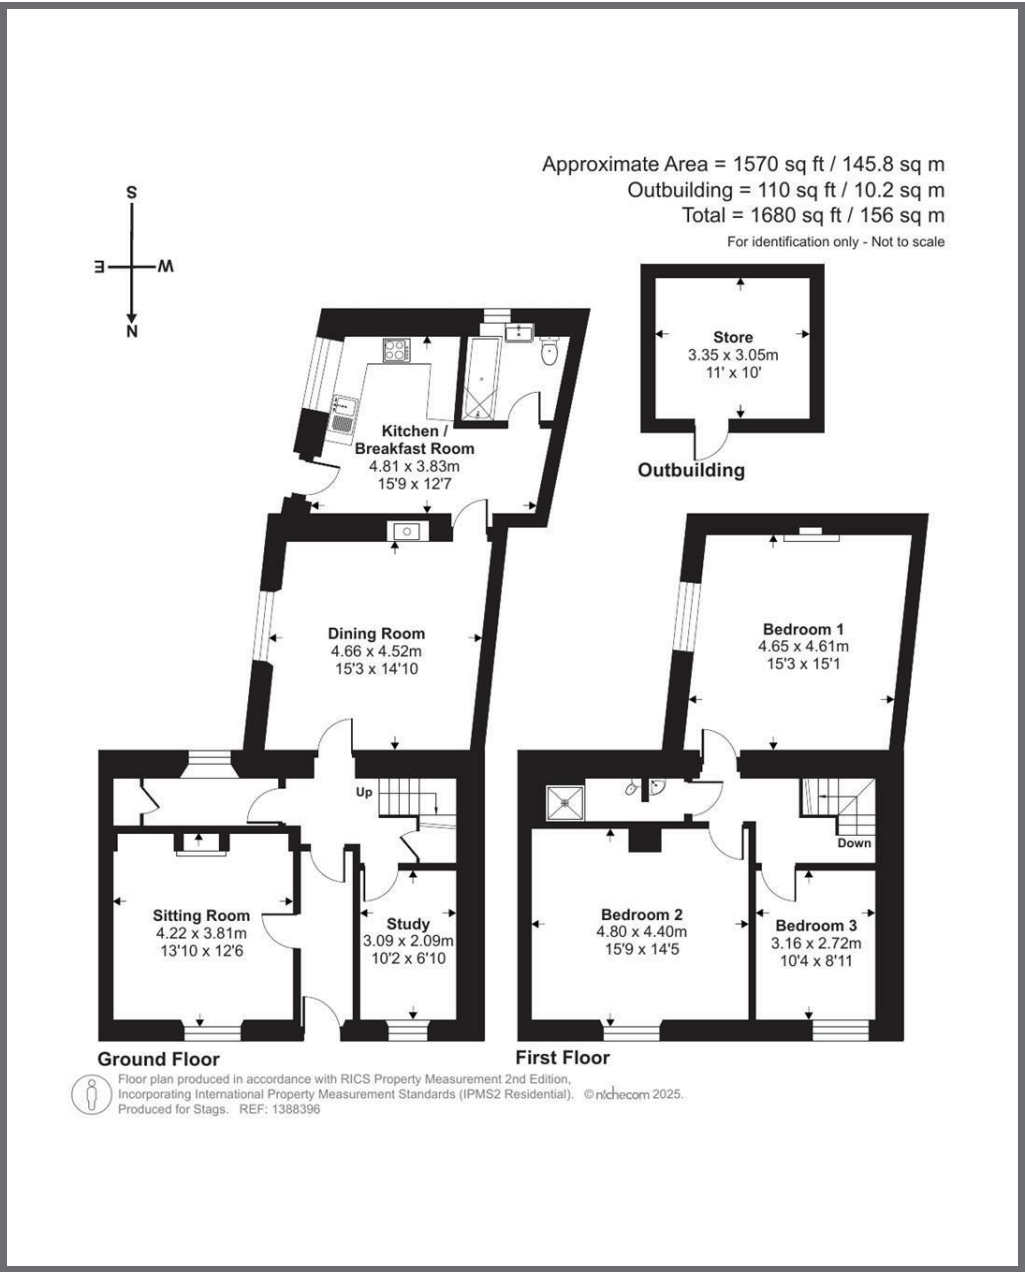 Approximate Area = 1570 sq ft / 145.8 sq m
Outbuilding = 110 sq ft / 10.2 sq m
Total = 1680 sq ft / 156 sq m
For identification only - Not to scale
S
E
W
N
Store
3.35 x 3.05m
11' x 10'
Outbuilding
Kitchen /
Breakfast Room
4.81 x 3.83m
15'9 x 12'7
Dining Room
4.66 x 4.52m
15'3 x 14'10
Bedroom 1
4.65 x 4.61m
15'3 x 15'1
Up
Down
Sitting Room
4.22 x 3.81m
13'10 x 12'6
Study
3.09 x 2.09m
10'2 x 6'10
Bedroom 2
4.80 x 4.40m
15'9 x 14'5
Bedroom 3
3.16 x 2.72m
10'4 x 8'11
Ground Floor
First Floor
Floor plan produced in accordance with RICS Property Measurement 2nd Edition,
Incorporating International Property Measurement Standards (IPMS2 Residential). © nichecom 2025.
Produced for Stags. REF: 1388396